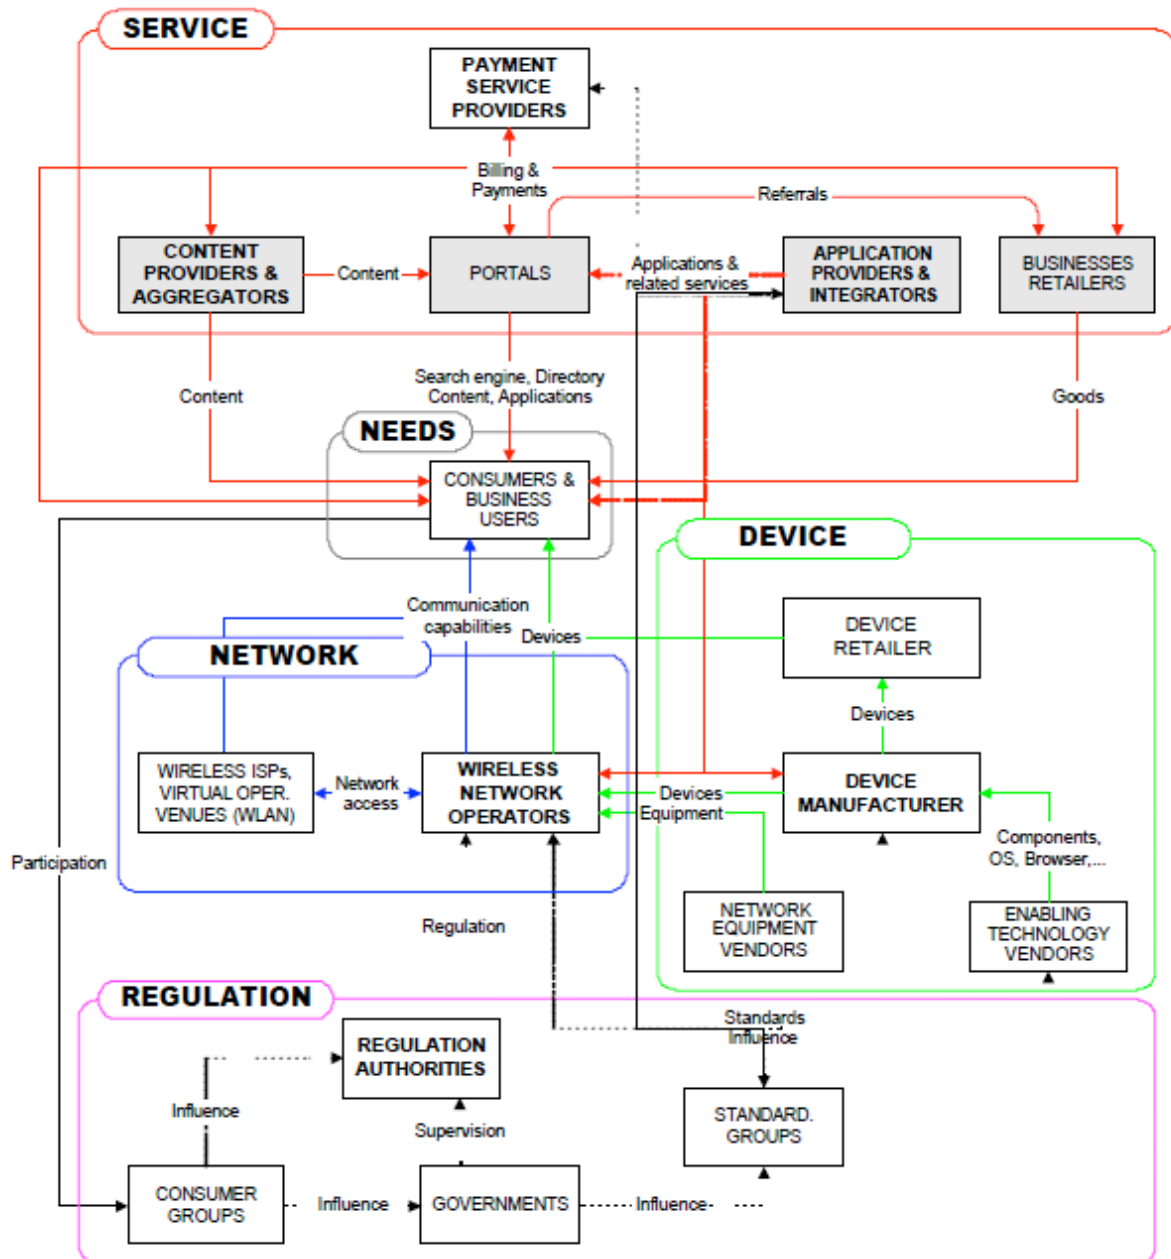 SERVICE
PAYMENT
SERVICE
PROVIDERS
Billing &
Payments
Referrals
CONTENT
PROVIDERS &
AGGREGATORS
Content
PORTALS
Applications &
related services
APPLICATION
PROVIDERS &
INTEGRATORS
BUSINESSES
RETAILERS
Content
Search engine, Directory
Content, Applications
Goods
NEEDS
CONSUMERS &
BUSINESS
USERS
DEVICE
Communication
capabilities
Devices
DEVICE
RETAILER
NETWORK
Devices
WIRELESS ISPs,
VIRTUAL OPER.
VENUES (WLAN)
Network
access
WIRELESS
NETWORK
OPERATORS
Devices
Equipment
DEVICE
MANUFACTURER
Components,
OS, Browser,...
Participation
Regulation
NETWORK
EQUIPMENT
VENDORS
ENABLING
TECHNOLOGY
VENDORS
REGULATION
Standards
Influence
REGULATION
AUTHORITIES
Influence
Supervision
STANDARD.
GROUPS
CONSUMER
GROUPS
Influence
GOVERNMENTS
Influence